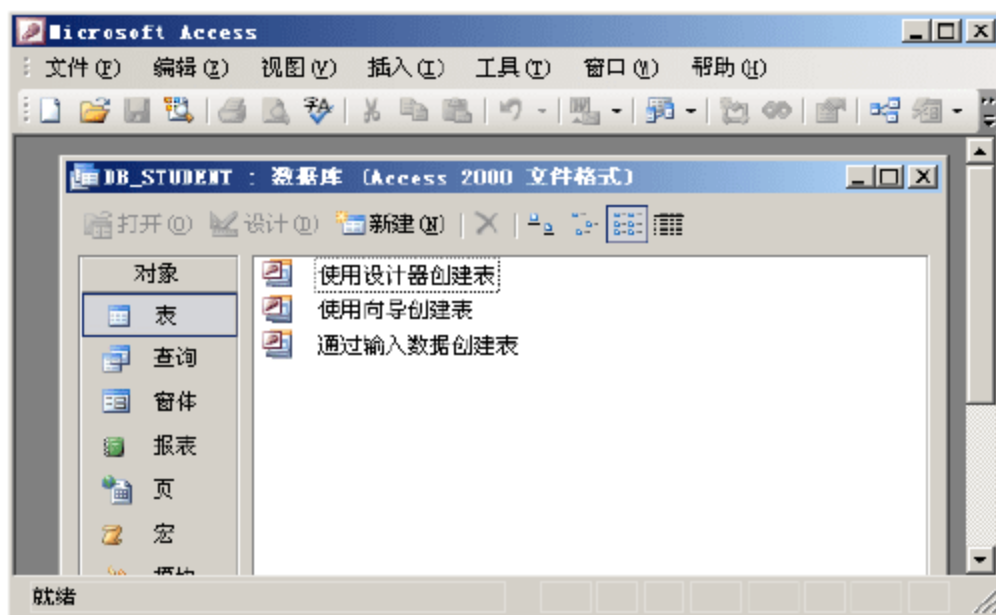 Microsoft Access
文件(F) 编辑(E) 视图(V) 插入(I) 工具(T) 窗口(W) 帮助(H)
DB_STUDENT : 数据库 (Access 2000 文件格式)
打开(O) 设计(D) 新建(N)
对象
表
查询
窗体
报表
页
宏
使用设计器创建表
使用向导创建表
通过输入数据创建表
就绪